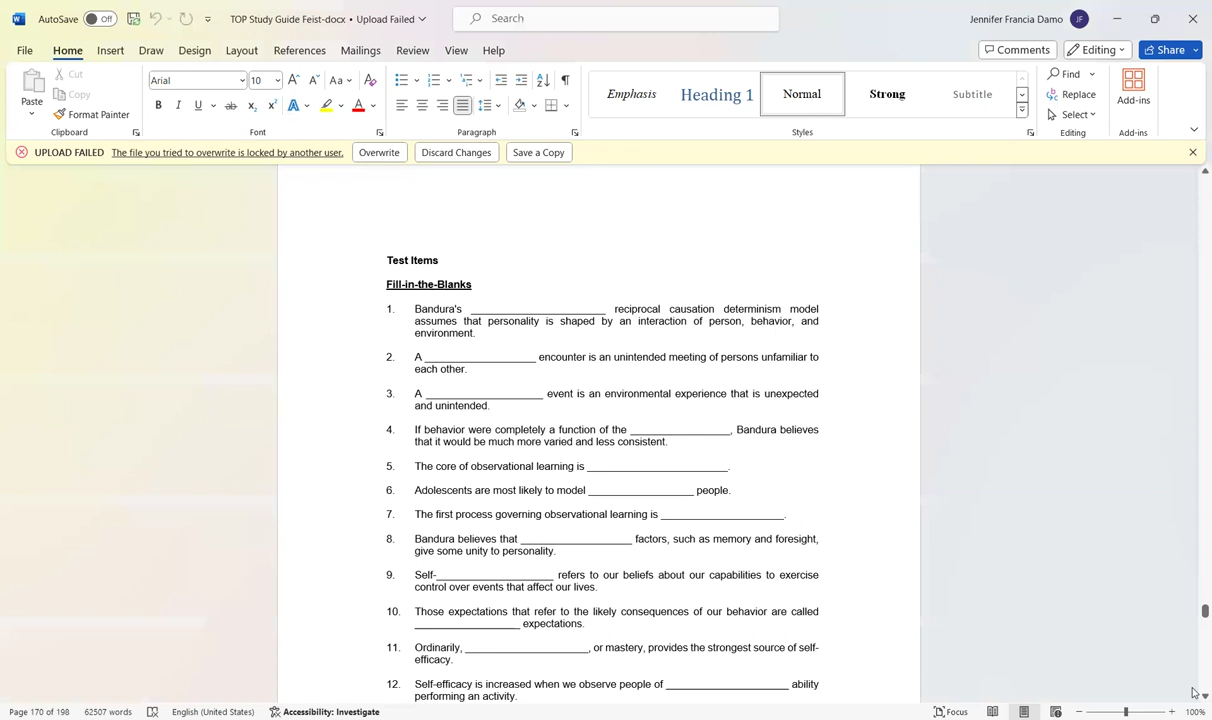 AutoSave Off TOP Study Guide Feist-docx • Upload Failed Search Jennifer Francia Damo JF
File Home Insert Draw Design Layout References Mailings Review View Help Comments Editing Share
Paste Cut Copy Format Painter Arial 10 Emphasis Heading 1 Normal Strong Subtitle Find Replace Select Add-ins
Clipboard Font Paragraph Styles Editing Add-ins
UPLOAD FAILED The file you tried to overwrite is locked by another user. Overwrite Discard Changes Save a Copy
Test Items
Fill-in-the-Blanks
1. Bandura's ______________________ reciprocal causation determinism model
assumes that personality is shaped by an interaction of person, behavior, and
environment.
2. A __________________ encounter is an unintended meeting of persons unfamiliar to
each other.
3. A ___________________ event is an environmental experience that is unexpected
and unintended.
4. If behavior were completely a function of the ________________, Bandura believes
that it would be much more varied and less consistent.
5. The core of observational learning is _______________________.
6. Adolescents are most likely to model _________________ people.
7. The first process governing observational learning is ____________________.
8. Bandura believes that __________________ factors, such as memory and foresight,
give some unity to personality.
9. Self-___________________ refers to our beliefs about our capabilities to exercise
control over events that affect our lives.
10. Those expectations that refer to the likely consequences of our behavior are called
_________________ expectations.
11. Ordinarily, ____________________, or mastery, provides the strongest source of self-
efficacy.
12. Self-efficacy is increased when we observe people of ____________________ ability
performing an activity.
Page 170 of 198 62507 words English (United States) Accessibility: Investigate Focus 100%